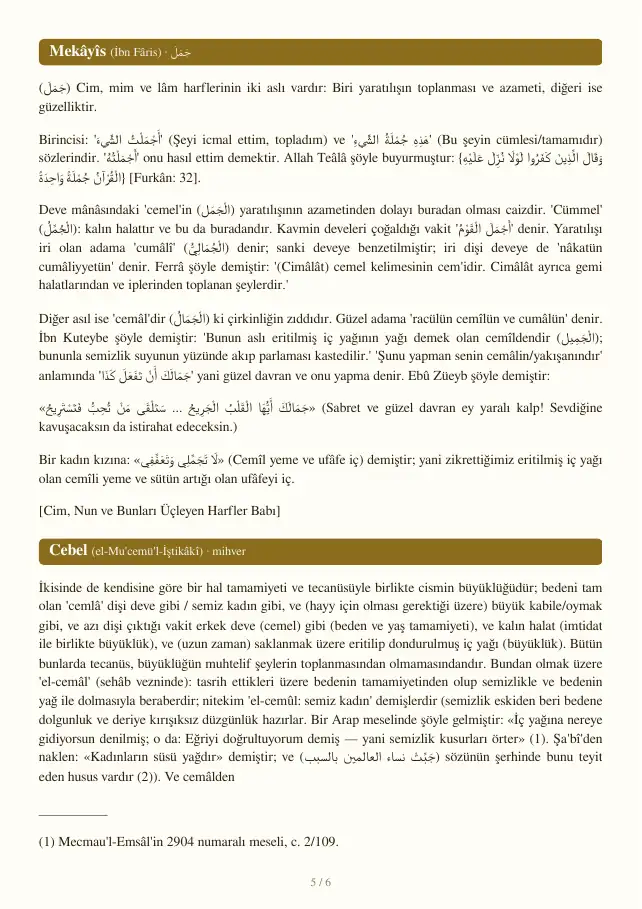 Mekâyîs (İbn Fâris) · جَمَلَ
(جَمَلَ) Cim, mim ve lâm harflerinin iki aslı vardır: Biri yaratılışın toplanması ve azameti, diğeri ise
güzelliktir.
Birincisi: 'أَجْمَلْتُ الشَّيءَ' (Şeyi icmal ettim, topladım) ve 'هَذِهِ جُمْلَةُ الشَّيءِ' (Bu şeyin cümlesi/tamamıdır)
sözlerindir. 'أَجْمَلْتُهُ' onu hasıl ettim demektir. Allah Teâlâ şöyle buyurmuştur: {وَقَالَ الَّذِينَ كَفَرُوا لَوْلَا نُزِّلَ عَلَيْهِ
الْقُرْآنُ جُمْلَةً وَاحِدَةً} [Furkân: 32].
Deve mânâsındaki 'cemel'in (الْجَمَل) yaratılışının azametinden dolayı buradan olması caizdir. 'Cümmel'
(الْجُمَّلُ): kalın halattır ve bu da buradandır. Kavmin develeri çoğaldığı vakit 'أَجْمَلَ الْقَوْمُ' denir. Yaratılışı
iri olan adama 'cumâlî' (الْجُمَالِيُّ) denir; sanki deveye benzetilmiştir; iri dişi deveye de 'nâkatün
cumâliyyetün' denir. Ferrâ şöyle demiştir: '(Cimâlât) cemel kelimesinin cem'idir. Cimâlât ayrıca gemi
halatlarından ve iplerinden toplanan şeylerdir.'
Diğer asıl ise 'cemâl'dir (الْجَمَالُ) ki çirkinliğin zıddıdır. Güzel adama 'racülün cemîlün ve cumâlün' denir.
İbn Kuteybe şöyle demiştir: 'Bunun aslı eritilmiş iç yağının yağı demek olan cemîldendir (الْجَمِيل);
bununla semizlik suyunun yüzünde akıp parlaması kastedilir.' 'Şunu yapman senin cemâlin/yakışanındır'
anlamında 'جَمَالَكَ أَنْ تَفْعَلَ كَذَا' yani güzel davran ve onu yapma denir. Ebû Züeyb şöyle demiştir:
«جَمَالَكَ أَيُّهَا الْقَلْبُ الْجَرِيحُ ... سَتَلْقَى مَنْ تُحِبُّ فَتَسْتَرِيحُ» (Sabret ve güzel davran ey yaralı kalp! Sevdiğine
kavuşacaksın da istirahat edeceksin.)
Bir kadın kızına: «لَا تَجَمَّلِي وَتَعَفَّفِي» (Cemîl yeme ve ufâfe iç) demiştir; yani zikrettiğimiz eritilmiş iç yağı
olan cemîli yeme ve sütün artığı olan ufâfeyi iç.
[Cim, Nun ve Bunları Üçleyen Harfler Babı]
Cebel (el-Mu'cemü'l-İştikâkî) · mihver
İkisinde de kendisine göre bir hal tamamiyeti ve tecanüsüyle birlikte cismin büyüklüğüdür; bedeni tam
olan 'cemlâ' dişi deve gibi / semiz kadın gibi, ve (hayy için olması gerektiği üzere) büyük kabile/oymak
gibi, ve azı dişi çıktığı vakit erkek deve (cemel) gibi (beden ve yaş tamamiyeti), ve kalın halat (imtidat
ile birlikte büyüklük), ve (uzun zaman) saklanmak üzere eritilip dondurulmuş iç yağı (büyüklük). Bütün
bunlarda tecanüs, büyüklüğün muhtelif şeylerin toplanmasından olmamasındandır. Bundan olmak üzere
'el-cemâl' (sehâb vezninde): tasrih ettikleri üzere bedenin tamamiyetinden olup semizlikle ve bedenin
yağ ile dolmasıyla beraberdir; nitekim 'el-cemûl: semiz kadın' demişlerdir (semizlik eskiden beri bedene
dolgunluk ve deriye kırışıksız düzgünlük hazırlar. Bir Arap meselinde şöyle gelmiştir: «İç yağına nereye
gidiyorsun denilmiş; o da: Eğriyi doğrultuyorum demiş — yani semizlik kusurları örter» (1). Şa'bî'den
naklen: «Kadınların süsü yağdır» demiştir; ve (جَبَّتْ نساء العالمين بالسبب) sözünün şerhinde bunu teyit
eden husus vardır (2)). Ve cemâlden
(1) Mecmau'l-Emsâl'in 2904 numaralı meseli, c. 2/109.
5 / 6